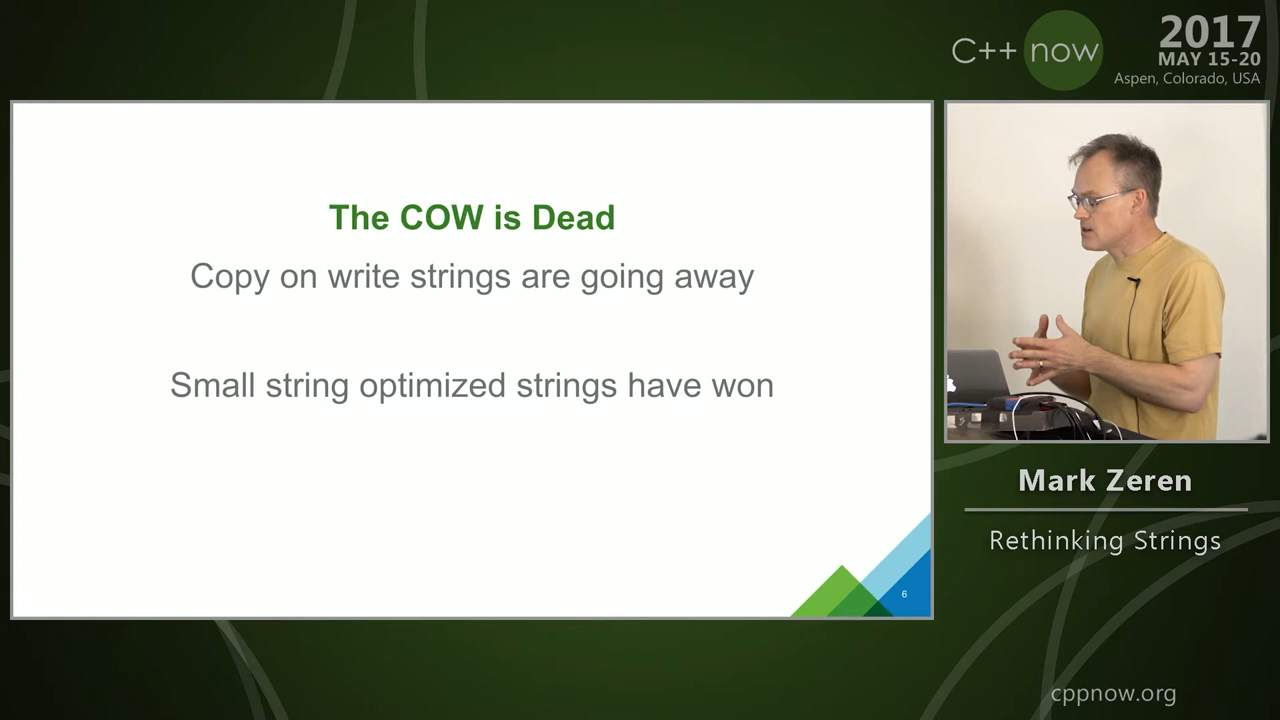 C++ now
2017
MAY 15-20
Aspen, Colorado, USA
The COW is Dead
Copy on write strings are going away
Small string optimized strings have won
6
Mark Zeren
Rethinking Strings
cppnow.org